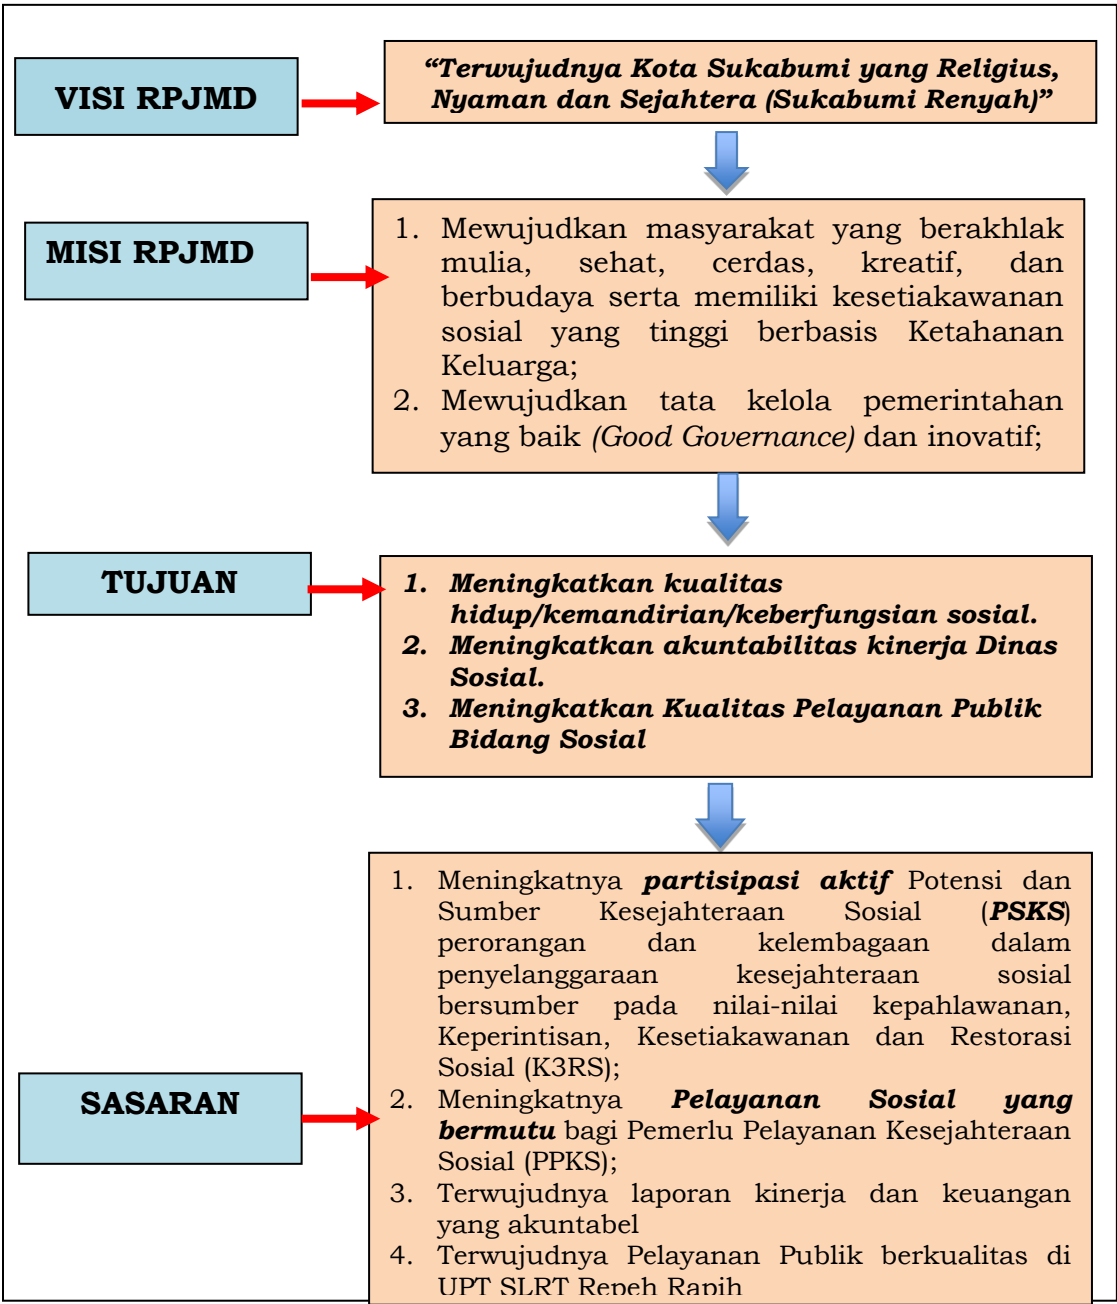 VISI RPJMD
“Terwujudnya Kota Sukabumi yang Religius,
Nyaman dan Sejahtera (Sukabumi Renyah)”
MISI RPJMD
1. Mewujudkan masyarakat yang berakhlak
mulia, sehat, cerdas, kreatif, dan
berbudaya serta memiliki kesetiakawanan
sosial yang tinggi berbasis Ketahanan
Keluarga;
2. Mewujudkan tata kelola pemerintahan
yang baik (Good Governance) dan inovatif;
TUJUAN
1. Meningkatkan kualitas
hidup/kemandirian/keberfungsian sosial.
2. Meningkatkan akuntabilitas kinerja Dinas
Sosial.
3. Meningkatkan Kualitas Pelayanan Publik
Bidang Sosial
SASARAN
1. Meningkatnya partisipasi aktif Potensi dan
Sumber Kesejahteraan Sosial (PSKS)
perorangan dan kelembagaan dalam
penyelanggaraan kesejahteraan sosial
bersumber pada nilai-nilai kepahlawanan,
Keperintisan, Kesetiakawanan dan Restorasi
Sosial (K3RS);
2. Meningkatnya Pelayanan Sosial yang
bermutu bagi Pemerlu Pelayanan Kesejahteraan
Sosial (PPKS);
3. Terwujudnya laporan kinerja dan keuangan
yang akuntabel
4. Terwujudnya Pelayanan Publik berkualitas di
UPT SLRT Repeh Rapih